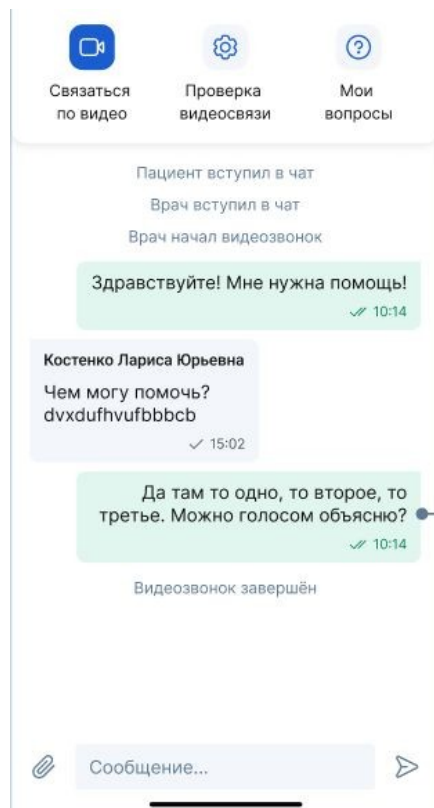 Связаться
по видео
Проверка
видеосвязи
Мои
вопросы
Пациент вступил в чат
Врач вступил в чат
Врач начал видеозвонок
Здравствуйте! Мне нужна помощь!
10:14
Костенко Лариса Юрьевна
Чем могу помочь?
dvxdufhvufbbbcb
15:02
Да там то одно, то второе, то
третье. Можно голосом объясню?
10:14
Видеозвонок завершён
Сообщение...